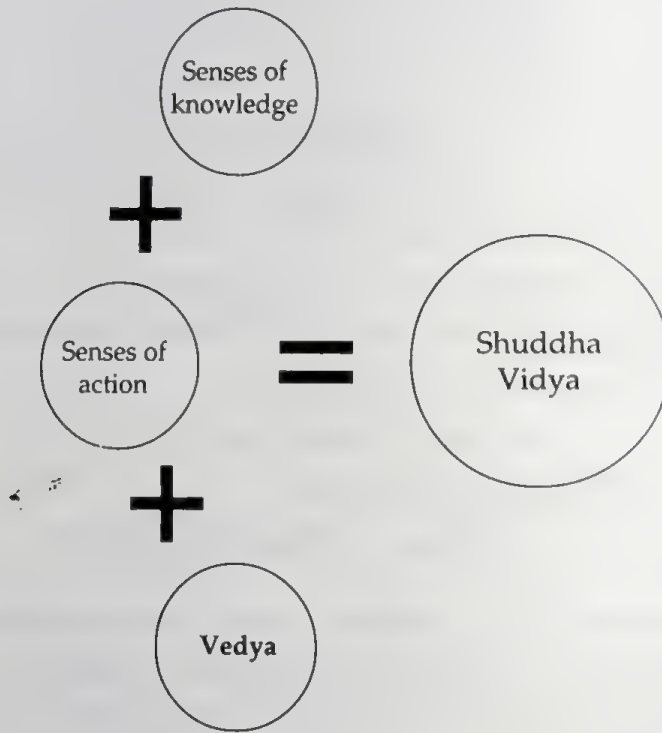 Senses of
knowledge
+
Senses of
action
=
Shuddha
Vidya
+
Vedya